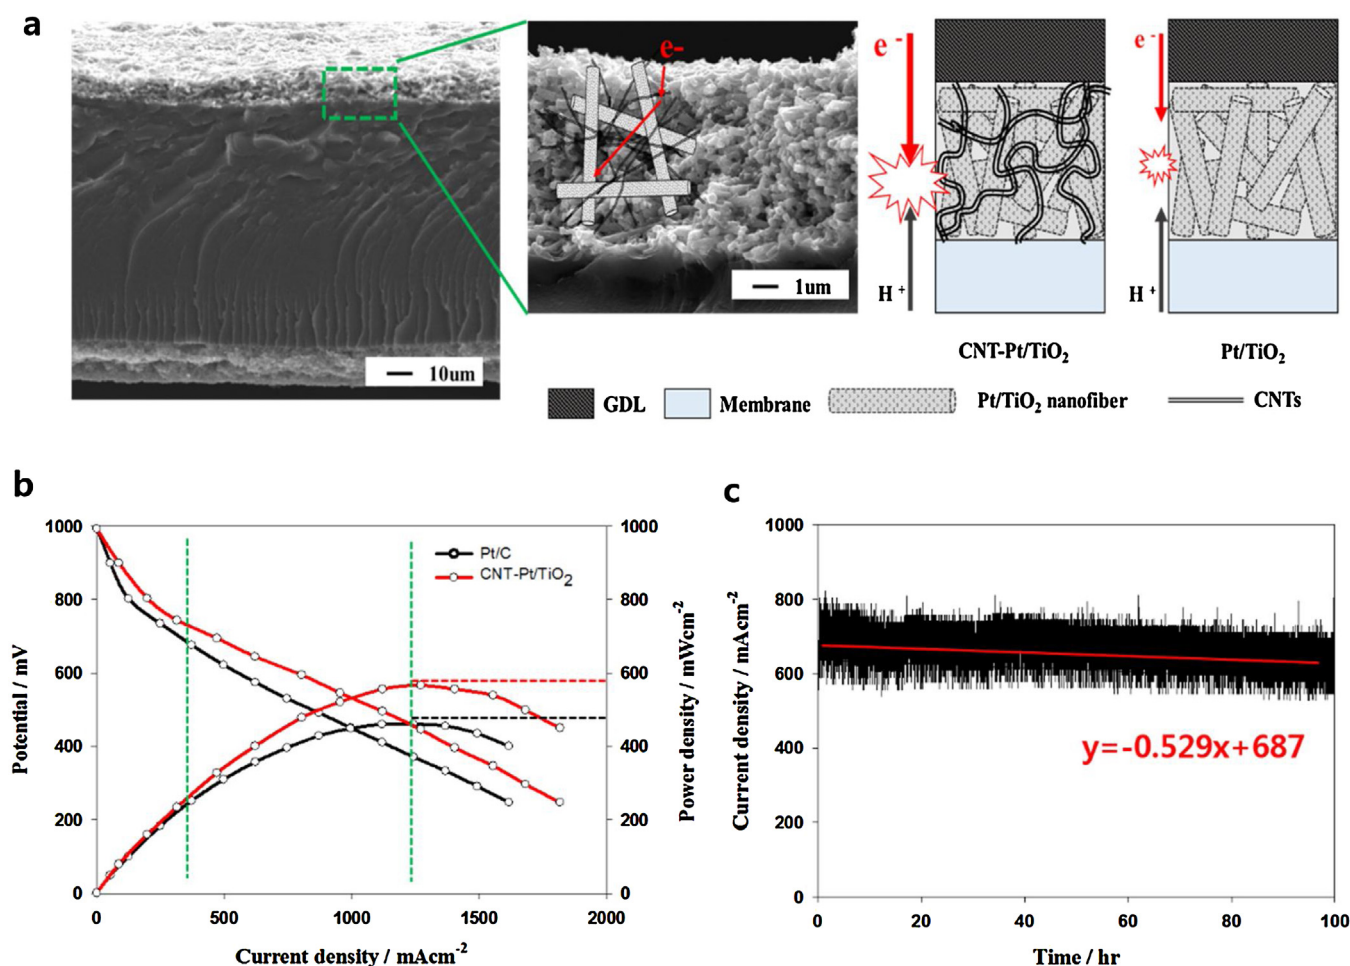 a
e-
10um
1um
e -
H +
CNT-Pt/TiO2
e -
H +
Pt/TiO2
GDL
Membrane
Pt/TiO2 nanofiber
CNTs
b
1000
800
600
400
200
0
Potential / mV
0
500
1000
1500
2000
Current density / mAcm-2
1000
800
600
400
200
0
Power density / mWcm-2
Pt/C
CNT-Pt/TiO2
c
1000
800
600
400
200
0
Current density / mAcm-2
0
20
40
60
80
100
Time / hr
y=-0.529x+687